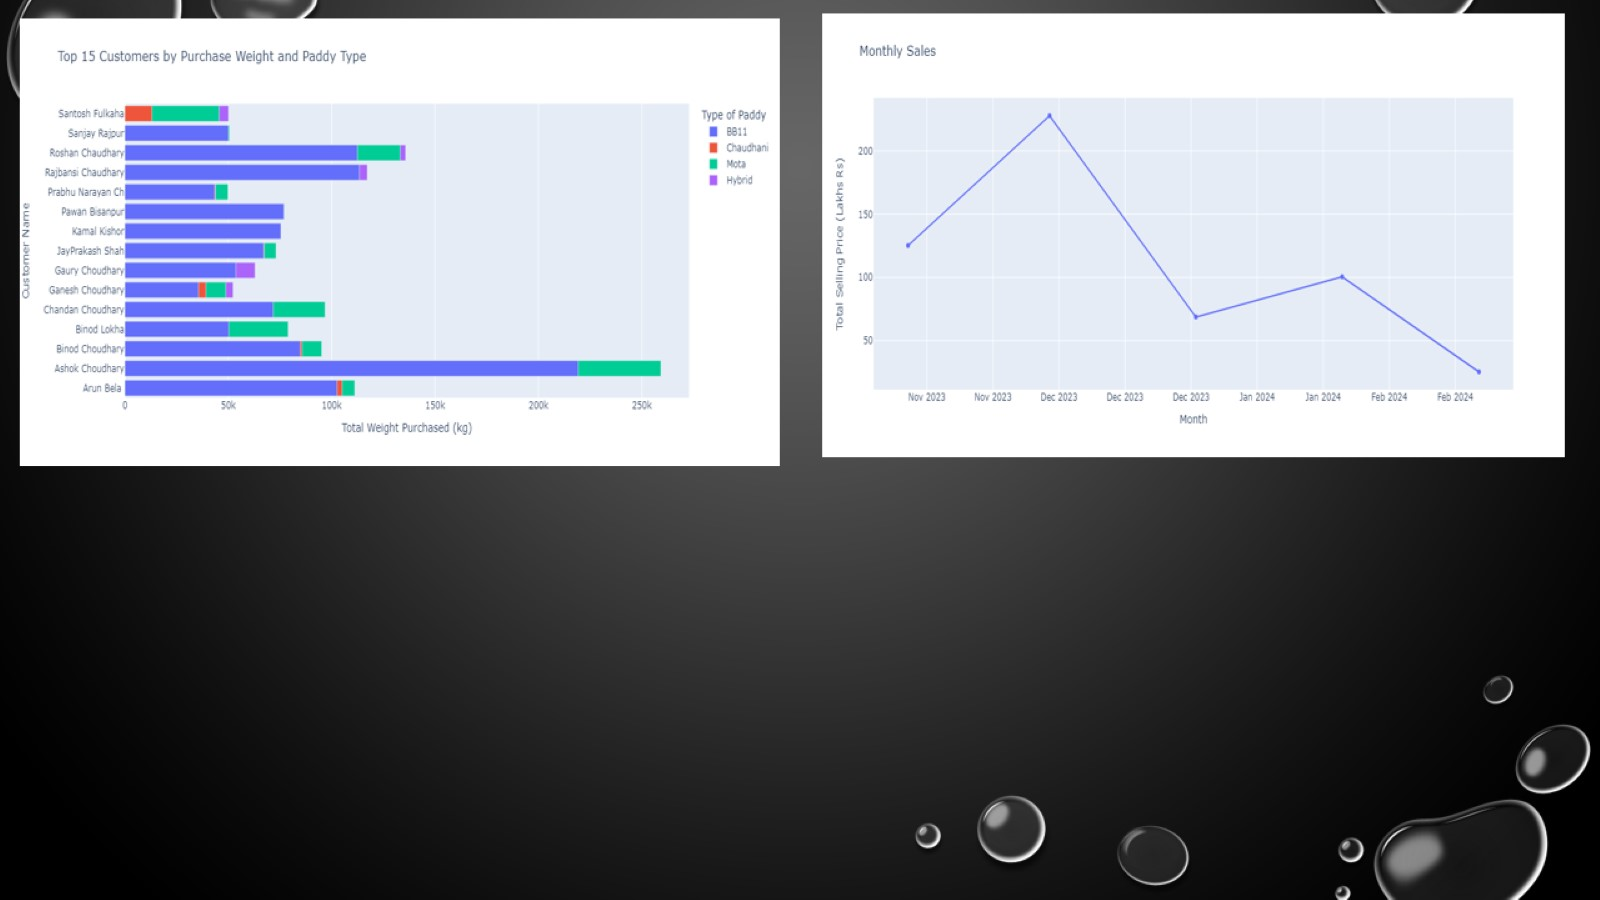 Top 15 Customers by Purchase Weight and Paddy Type
Customer Name
Santosh Fulkaha
Sanjay Rajpur
Roshan Chaudhary
Rajbansi Chaudhary
Prabhu Narayan Ch
Pawan Bisanpur
Kamal Kishor
JayPrakash Shah
Gaury Choudhary
Ganesh Choudhary
Chandan Choudhary
Binod Lokha
Binod Choudhary
Ashok Choudhary
Arun Bela
0 50k 100k 150k 200k 250k
Total Weight Purchased (kg)
Type of Paddy
BB11
Chaudhani
Mota
Hybrid
Monthly Sales
Total Selling Price (Lakhs Rs)
200
150
100
50
Nov 2023 Nov 2023 Dec 2023 Dec 2023 Dec 2023 Jan 2024 Jan 2024 Feb 2024 Feb 2024
Month